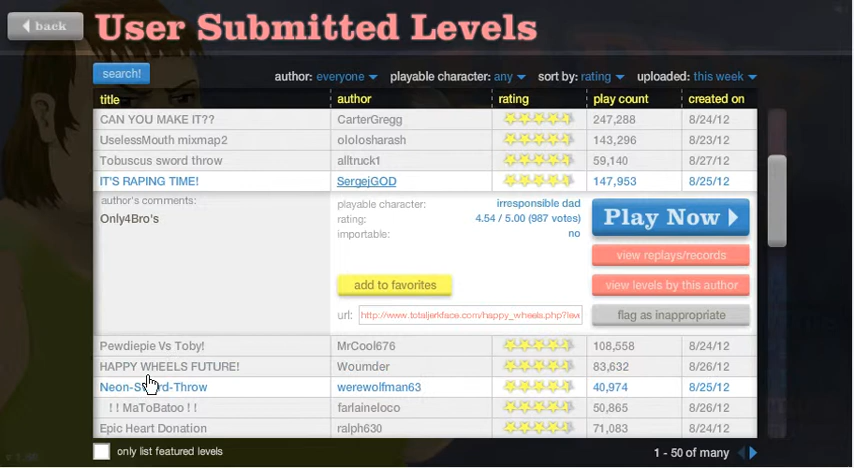 back
User Submitted Levels
search!
author: everyone playable character: any sort by: rating uploaded: this week
title author rating play count created on
CAN YOU MAKE IT?? CarterGregg 247,288 8/24/12
UselessMouth mixmap2 ololosharash 143,296 8/23/12
Tobuscus sword throw alltruck1 59,140 8/27/12
IT'S RAPING TIME! SergejGOD 147,953 8/25/12
author's comments:
Only4Bro's
playable character: irresponsible dad
rating: 4.54 / 5.00 (987 votes)
importable: no
Play Now
view replays/records
add to favorites
view levels by this author
url: http://www.totaljerkface.com/happy_wheels.php?leve
flag as inappropriate
Pewdiepie Vs Toby! MrCool676 108,558 8/24/12
HAPPY WHEELS FUTURE! Woumder 83,632 8/26/12
Neon-Sword-Throw werewolfman63 40,974 8/25/12
! ! MaToBatoo ! ! farlaineloco 50,865 8/26/12
Epic Heart Donation ralph630 71,083 8/24/12
only list featured levels
1 - 50 of many